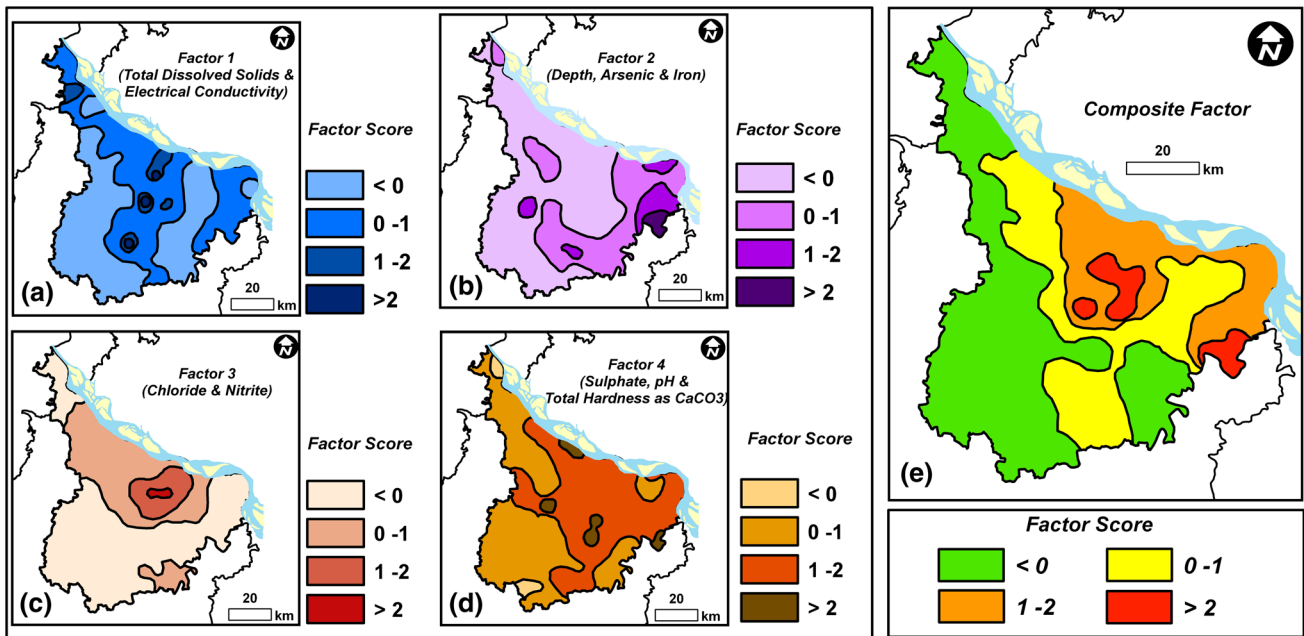 Factor 1
(Total Dissolved Solids &
Electrical Conductivity)
N
Factor Score
< 0
0 -1
1 -2
>2
(a)
20
km
Factor 2
(Depth, Arsenic & Iron)
N
Factor Score
< 0
0 -1
1 -2
> 2
(b)
20
km
Factor 3
(Chloride & Nitrite)
N
Factor Score
< 0
0 -1
1 -2
> 2
(c)
20
km
Factor 4
(Sulphate, pH &
Total Hardness as CaCO3)
N
Factor Score
< 0
0 -1
1 -2
> 2
(d)
20
km
N
Composite Factor
20
km
(e)
Factor Score
< 0
0 -1
1 -2
> 2